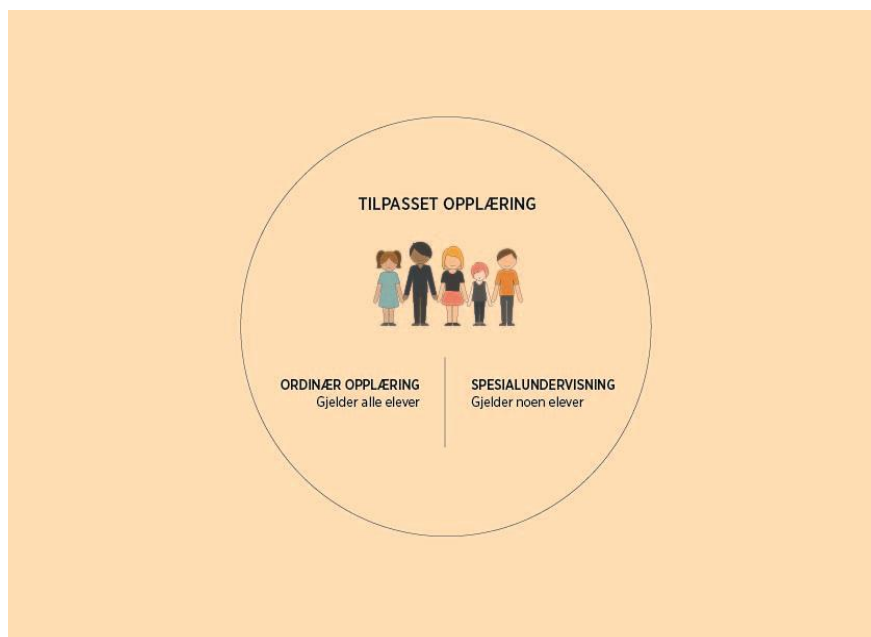 TILPASSET OPPLÆRING
ORDINÆR OPPLÆRING
Gjelder alle elever
SPESIALUNDERVISNING
Gjelder noen elever